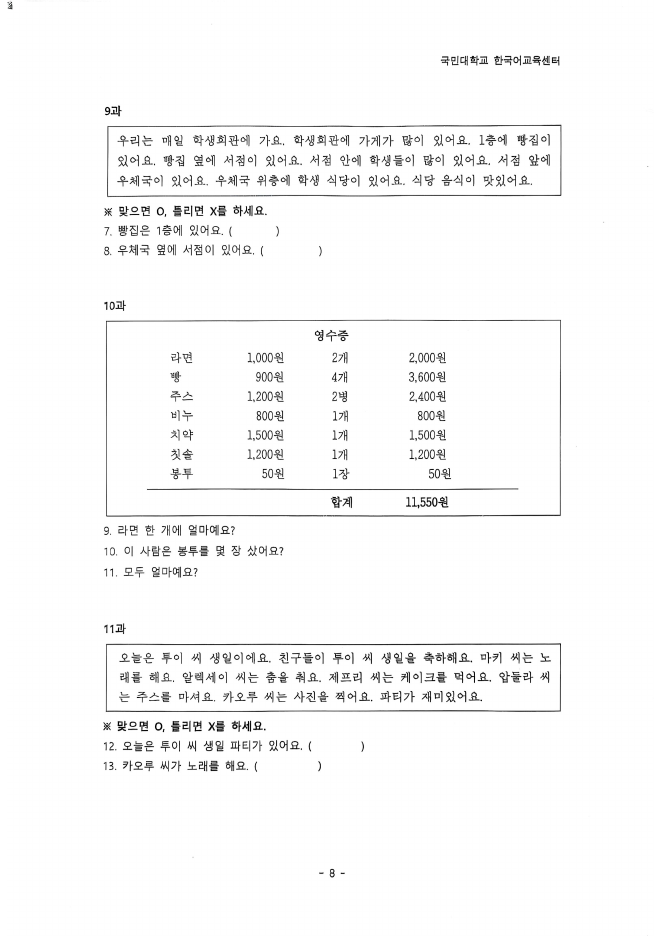 국민대학교 한국어교육센터
9과
우리는 매일 학생회관에 가요. 학생회관에 가게가 많이 있어요. 1층에 빵집이
있어요. 빵집 옆에 서점이 있어요. 서점 안에 학생들이 많이 있어요. 서점 앞에
우체국이 있어요. 우체국 위층에 학생 식당이 있어요. 식당 음식이 맛있어요.
※ 맞으면 O, 틀리면 X를 하세요.
7. 빵집은 1층에 있어요. ( )
8. 우체국 옆에 서점이 있어요. ( )
10과
영수증
라면 1,000원 2개 2,000원
빵 900원 4개 3,600원
주스 1,200원 2병 2,400원
비누 800원 1개 800원
치약 1,500원 1개 1,500원
칫솔 1,200원 1개 1,200원
봉투 50원 1장 50원
합계 11,550원
9. 라면 한 개에 얼마예요?
10. 이 사람은 봉투를 몇 장 샀어요?
11. 모두 얼마예요?
11과
오늘은 투이 씨 생일이에요. 친구들이 투이 씨 생일을 축하해요. 마키 씨는 노
래를 해요. 알렉세이 씨는 춤을 춰요. 제프리 씨는 케이크를 먹어요. 압둘라 씨
는 주스를 마셔요. 카오루 씨는 사진을 찍어요. 파티가 재미있어요.
※ 맞으면 O, 틀리면 X를 하세요.
12. 오늘은 투이 씨 생일 파티가 있어요. ( )
13. 카오루 씨가 노래를 해요. ( )
- 8 -